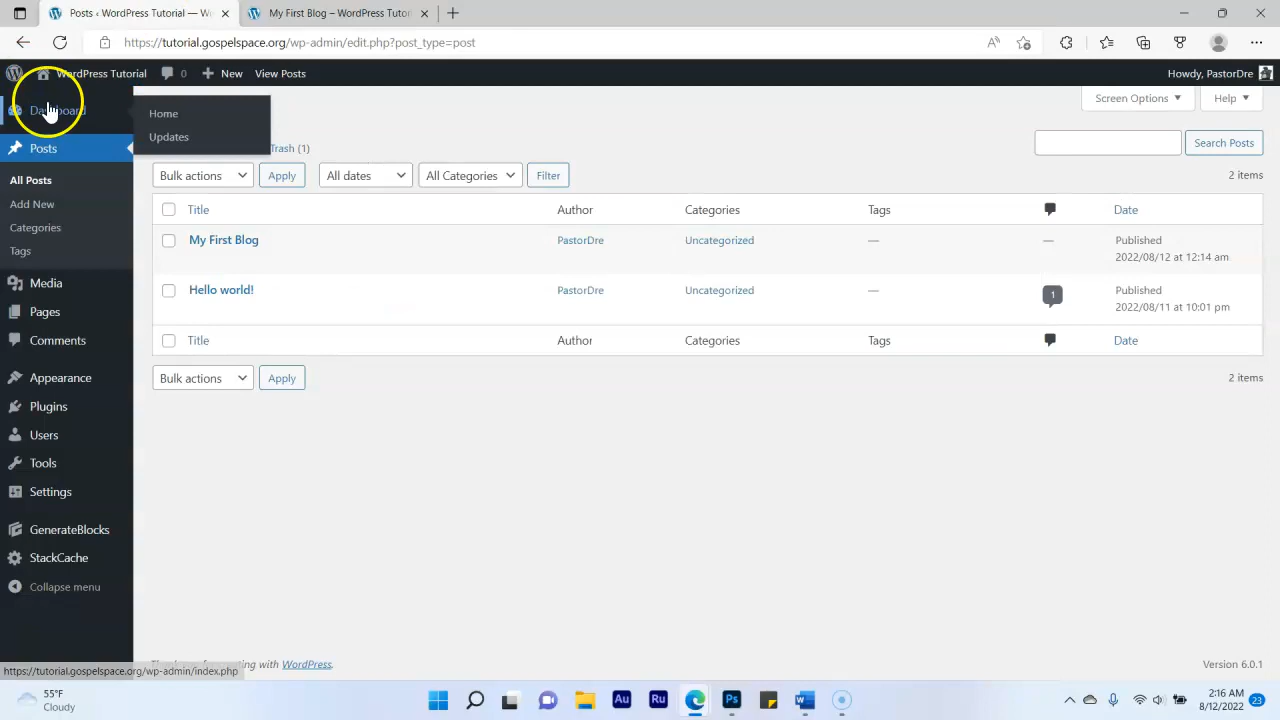 Posts ‹ WordPress Tutorial — W
My First Blog – WordPress Tutor
https://tutorial.gospelspace.org/wp-admin/edit.php?post_type=post
WordPress Tutorial 0 New View Posts Howdy, PastorDre
Dashboard
Home
Updates
Screen Options Help
Posts
Trash (1)
Search Posts
Bulk actions Apply All dates All Categories Filter 2 items
All Posts
Add New
Categories
Tags
Media
Pages
Comments
Appearance
Plugins
Users
Tools
Settings
GenerateBlocks
StackCache
Collapse menu
Title Author Categories Tags Date
My First Blog PastorDre Uncategorized — — Published
2022/08/12 at 12:14 am
Hello world! PastorDre Uncategorized — 1 Published
2022/08/11 at 10:01 pm
Title Author Categories Tags Date
Bulk actions Apply 2 items
with WordPress. Version 6.0.1
https://tutorial.gospelspace.org/wp-admin/index.php
55°F
Cloudy
Au Ru Ps
2:16 AM
8/12/2022 23